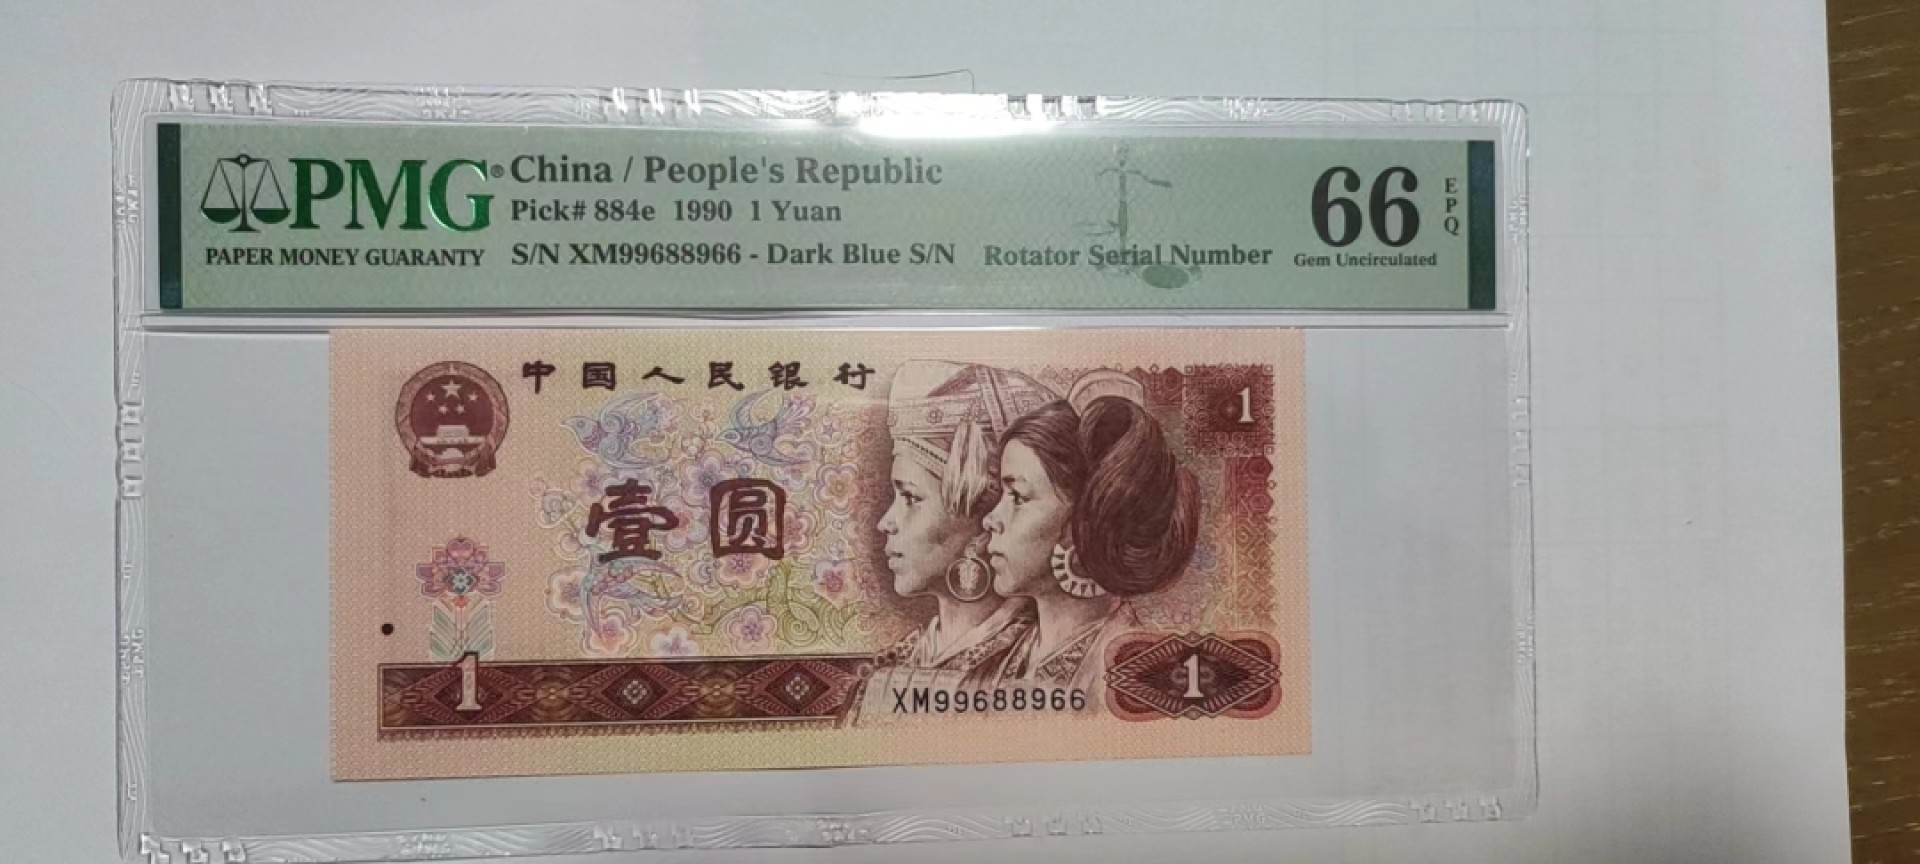 PMG®
PAPER MONEY GUARANTY
China / People's Republic
Pick# 884e 1990 1 Yuan
S/N XM99688966 - Dark Blue S/N Rotator Serial Number
66
EPQ
Gem Uncirculated
中国人民银行
1
壹圆
1
XM99688966
1